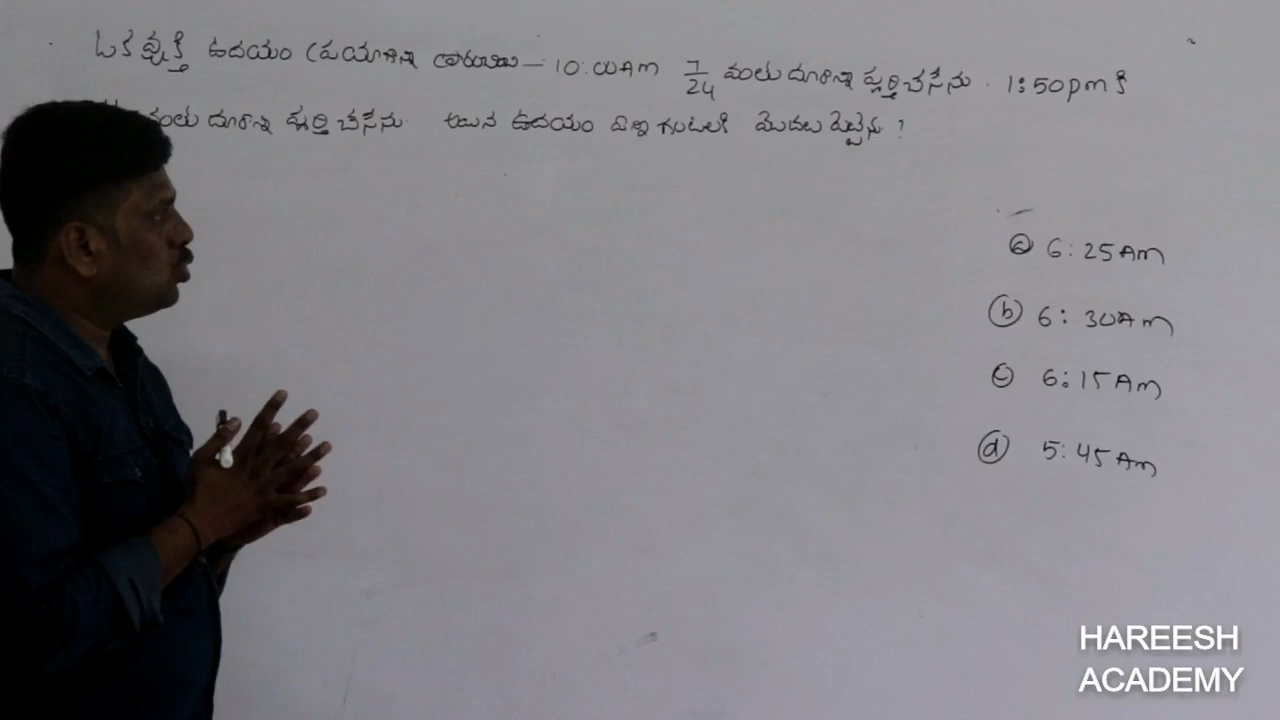 ఒక వ్యక్తి ఉదయం ప్రయాణాన్ని 10:00AM 7/24 వంతు దూరాన్ని పూర్తి చేసెను. 1:50pm కి
వంతు దూరాన్ని పూర్తి చేసెను. అయిన ఉదయం ఎన్ని గంటలకి మొదలు పెట్టెను ?
ⓐ 6:25AM
ⓑ 6:30AM
ⓒ 6:15AM
ⓓ 5:45AM
HAREESH
ACADEMY